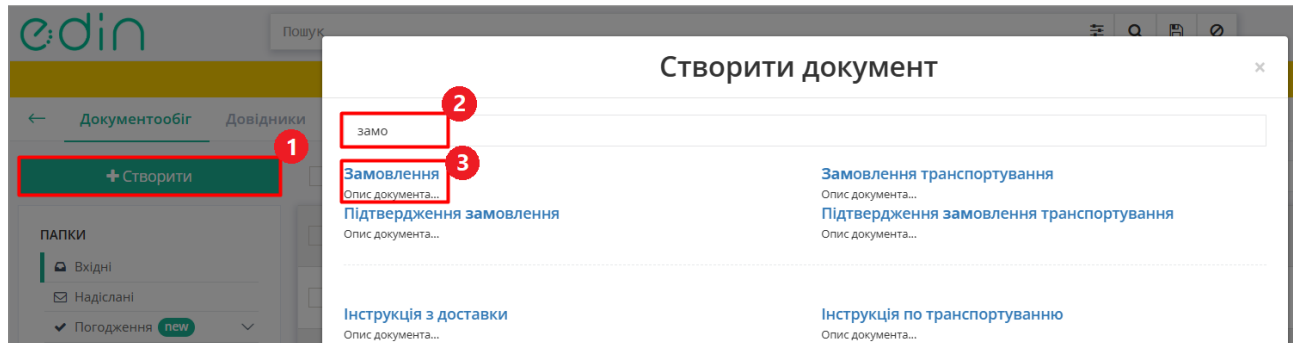 edin
Пошук
Створити документ
×
2
← Документообіг Довідники
замо
1
3
+ Створити
Замовлення
Замовлення транспортування
Опис документа...
Опис документа...
Підтвердження замовлення
Підтвердження замовлення транспортування
Опис документа...
Опис документа...
ПАПКИ
Вхідні
Надіслані
Інструкція з доставки
Інструкція по транспортуванню
Погодження new
Опис документа...
Опис документа...